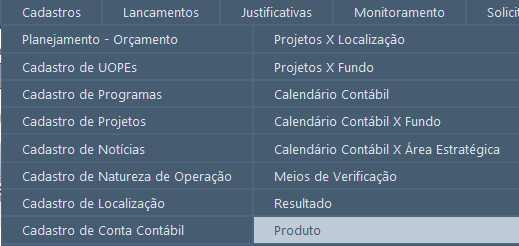 Cadastros Lançamentos Justificativas Monitoramento
Planejamento - Orçamento Projetos X Localização
Cadastro de UOPEs Projetos X Fundo
Cadastro de Programas Calendário Contábil
Cadastro de Projetos Calendário Contábil X Fundo
Cadastro de Notícias Calendário Contábil X Área Estratégica
Cadastro de Natureza de Operação Meios de Verificação
Cadastro de Localização Resultado
Cadastro de Conta Contábil Produto